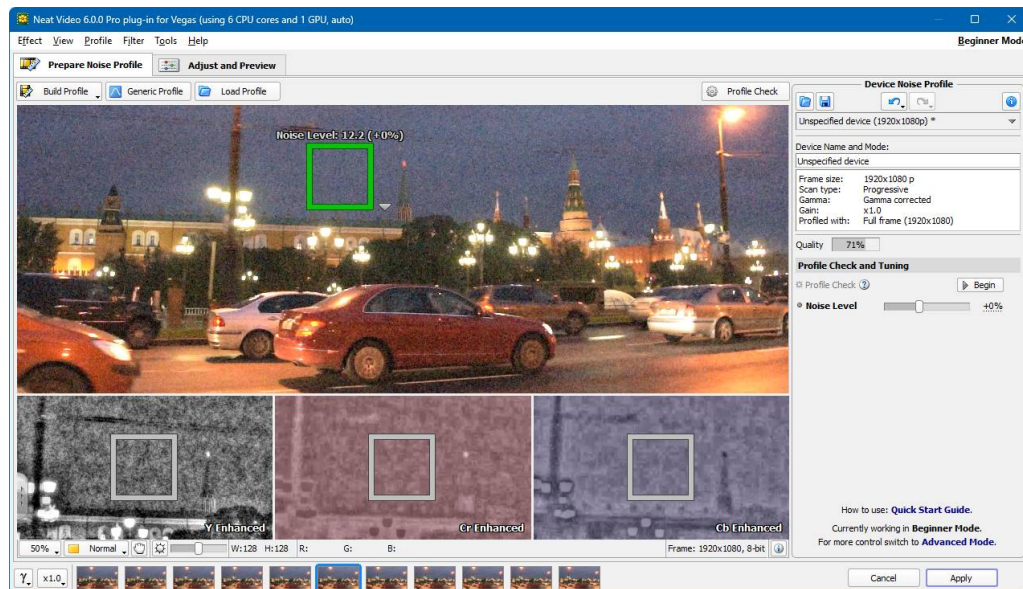 Neat Video 6.0.0 Pro plug-in for Vegas (using 6 CPU cores and 1 GPU, auto)
Effect View Profile Filter Tools Help
Beginner Mode
Prepare Noise Profile
Adjust and Preview
Build Profile
Generic Profile
Load Profile
Profile Check
Noise Level: 12.2 (+0%)
Y Enhanced
Cr Enhanced
Cb Enhanced
50%
Normal
W:128 H:128 R: G: B:
Frame: 1920x1080, 8-bit
x1.0
Device Noise Profile
Unspecified device (1920x1080p) *
Device Name and Mode:
Unspecified device
Frame size: 1920x1080 p
Scan type: Progressive
Gamma: Gamma corrected
Gain: x1.0
Profiled with: Full frame (1920x1080)
Quality 71%
Profile Check and Tuning
Profile Check
Begin
Noise Level +0%
How to use: Quick Start Guide.
Currently working in Beginner Mode.
For more control switch to Advanced Mode.
Cancel
Apply